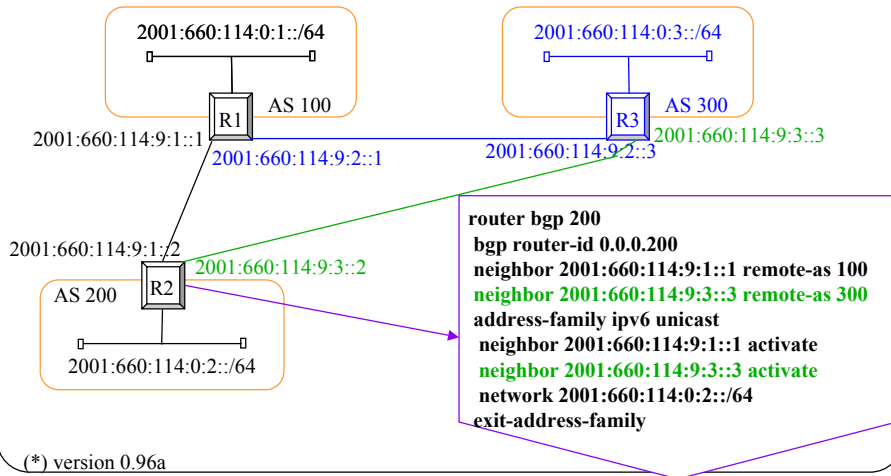 2001:660:114:0:1::/64
2001:660:114:0:3::/64
R1
AS 100
R3
AS 300
2001:660:114:9:1::1
2001:660:114:9:2::1
2001:660:114:9:2::3
2001:660:114:9:3::3
2001:660:114:9:1::2
2001:660:114:9:3::2
AS 200
R2
2001:660:114:0:2::/64
router bgp 200
bgp router-id 0.0.0.200
neighbor 2001:660:114:9:1::1 remote-as 100
neighbor 2001:660:114:9:3::3 remote-as 300
address-family ipv6 unicast
neighbor 2001:660:114:9:1::1 activate
neighbor 2001:660:114:9:3::3 activate
network 2001:660:114:0:2::/64
exit-address-family
(*) version 0.96a